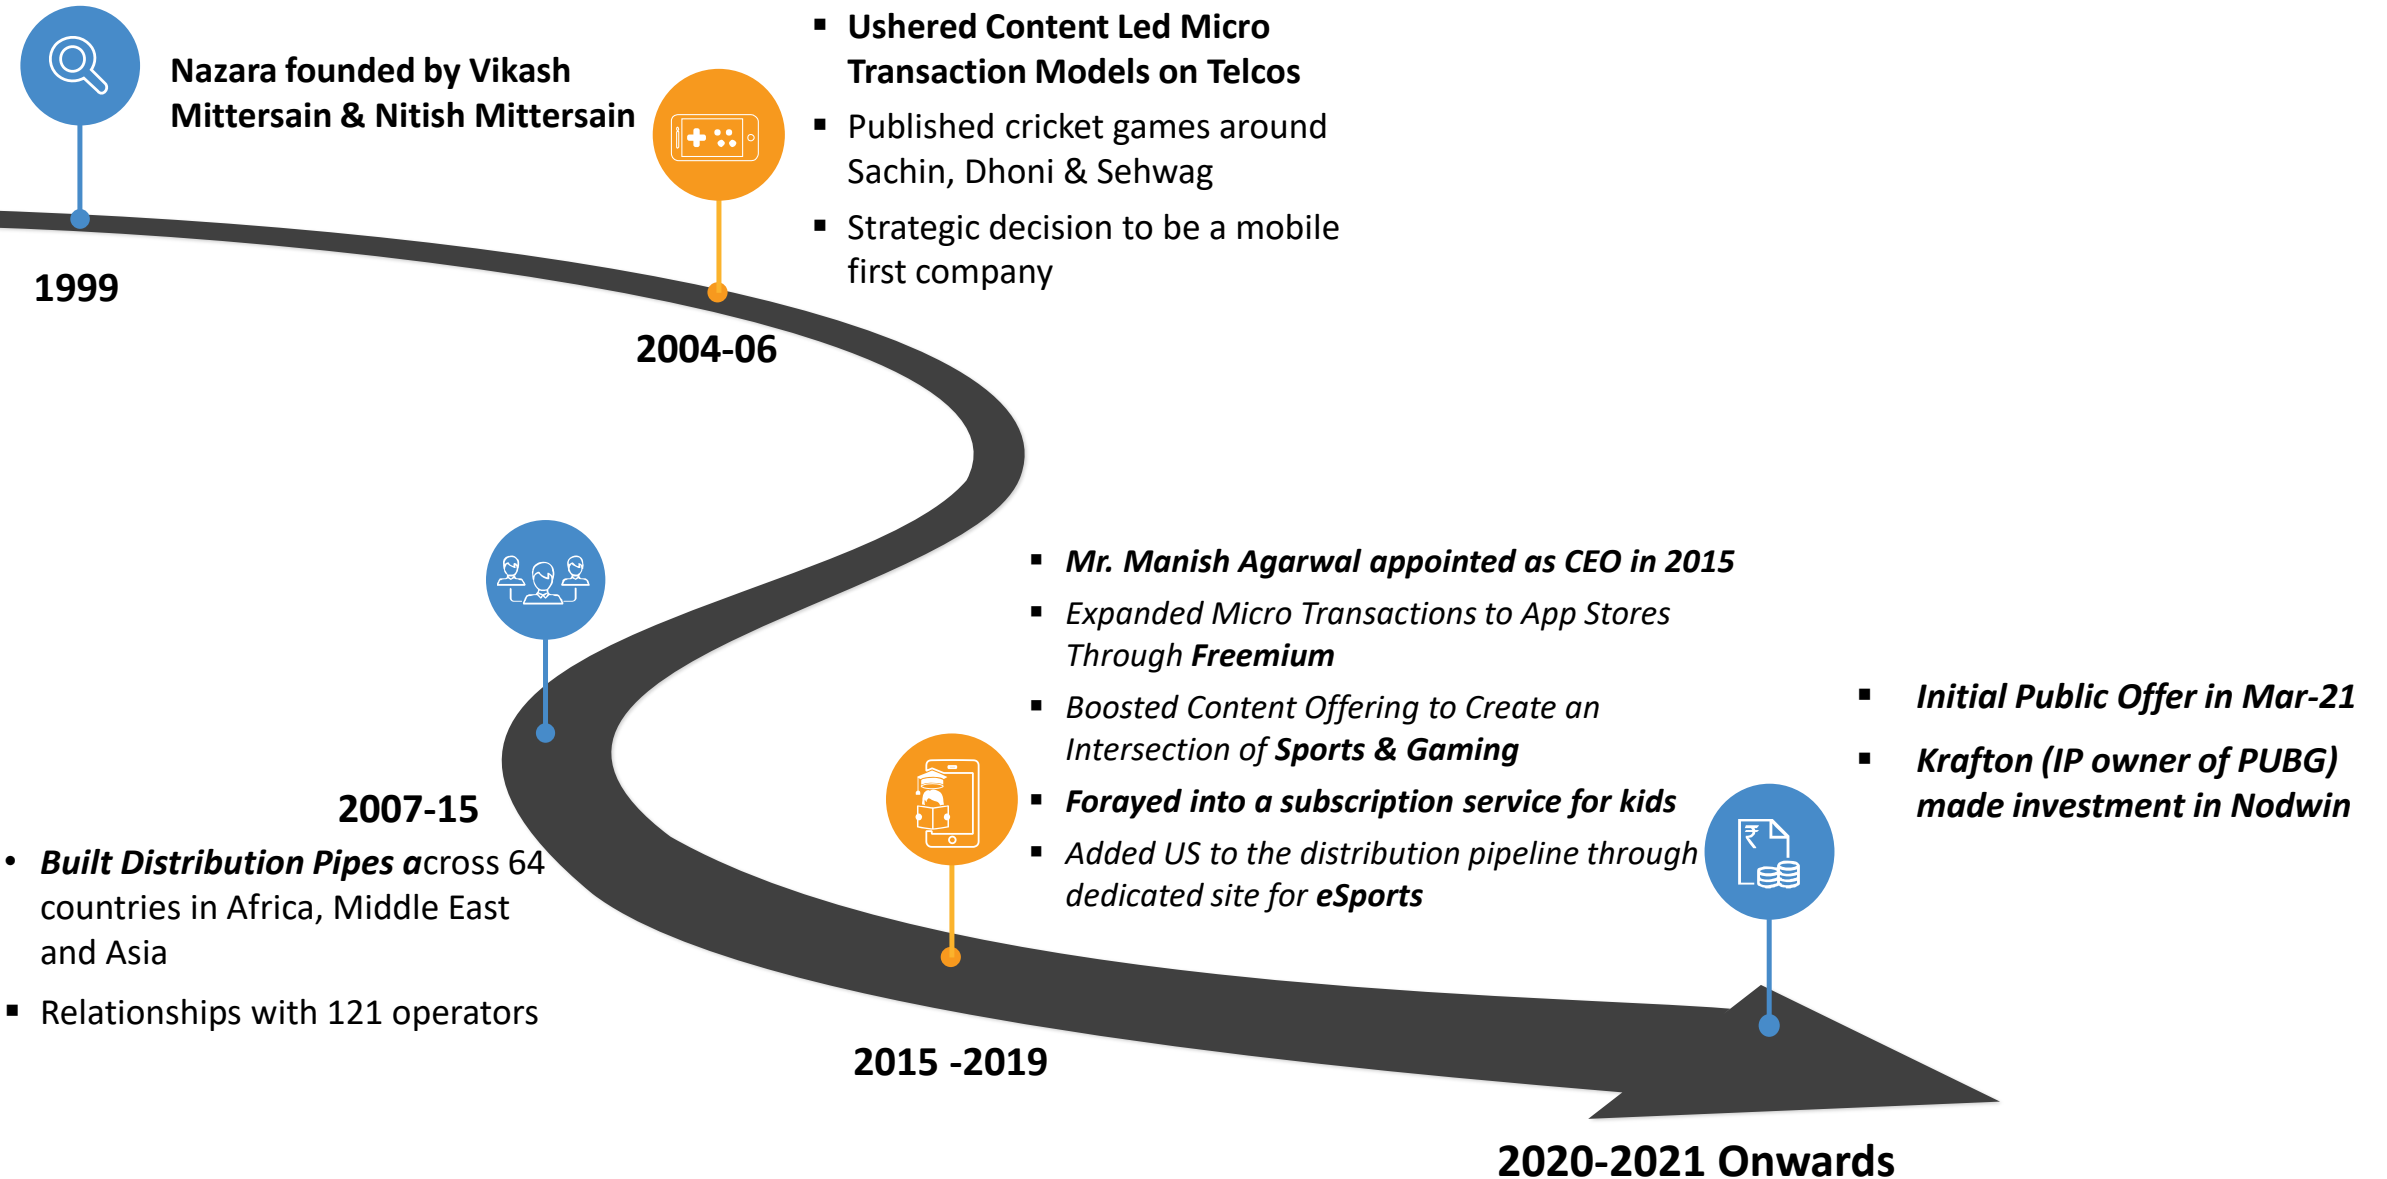 Nazara founded by Vikash
Mittersain & Nitish Mittersain
1999
▪ Ushered Content Led Micro
Transaction Models on Telcos
▪ Published cricket games around
Sachin, Dhoni & Sehwag
▪ Strategic decision to be a mobile
first company
2004-06
2007-15
• Built Distribution Pipes across 64
countries in Africa, Middle East
and Asia
▪ Relationships with 121 operators
▪ Mr. Manish Agarwal appointed as CEO in 2015
▪ Expanded Micro Transactions to App Stores
Through Freemium
▪ Boosted Content Offering to Create an
Intersection of Sports & Gaming
▪ Forayed into a subscription service for kids
▪ Added US to the distribution pipeline through
dedicated site for eSports
2015 -2019
▪ Initial Public Offer in Mar-21
▪ Krafton (IP owner of PUBG)
made investment in Nodwin
₹
2020-2021 Onwards